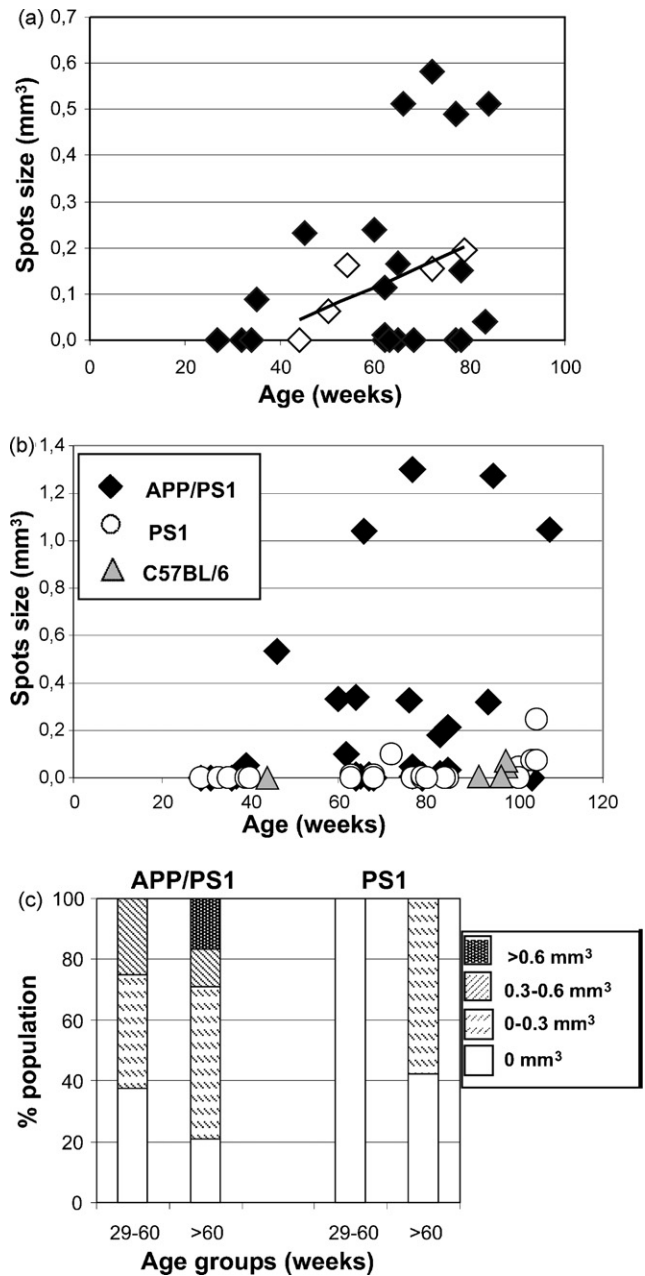 (a)
0,7
0,6
0,5
0,4
0,3
0,2
0,1
0,0
Spots size (mm³)
0 20 40 60 80 100
Age (weeks)
(b)
1,4
1,2
1,0
0,8
0,6
0,4
0,2
0,0
Spots size (mm³)
APP/PS1
PS1
C57BL/6
0 20 40 60 80 100 120
Age (weeks)
(c)
APP/PS1 PS1
100
80
60
40
20
0
% population
>0.6 mm³
0.3-0.6 mm³
0-0.3 mm³
0 mm³
29-60 >60 29-60 >60
Age groups (weeks)